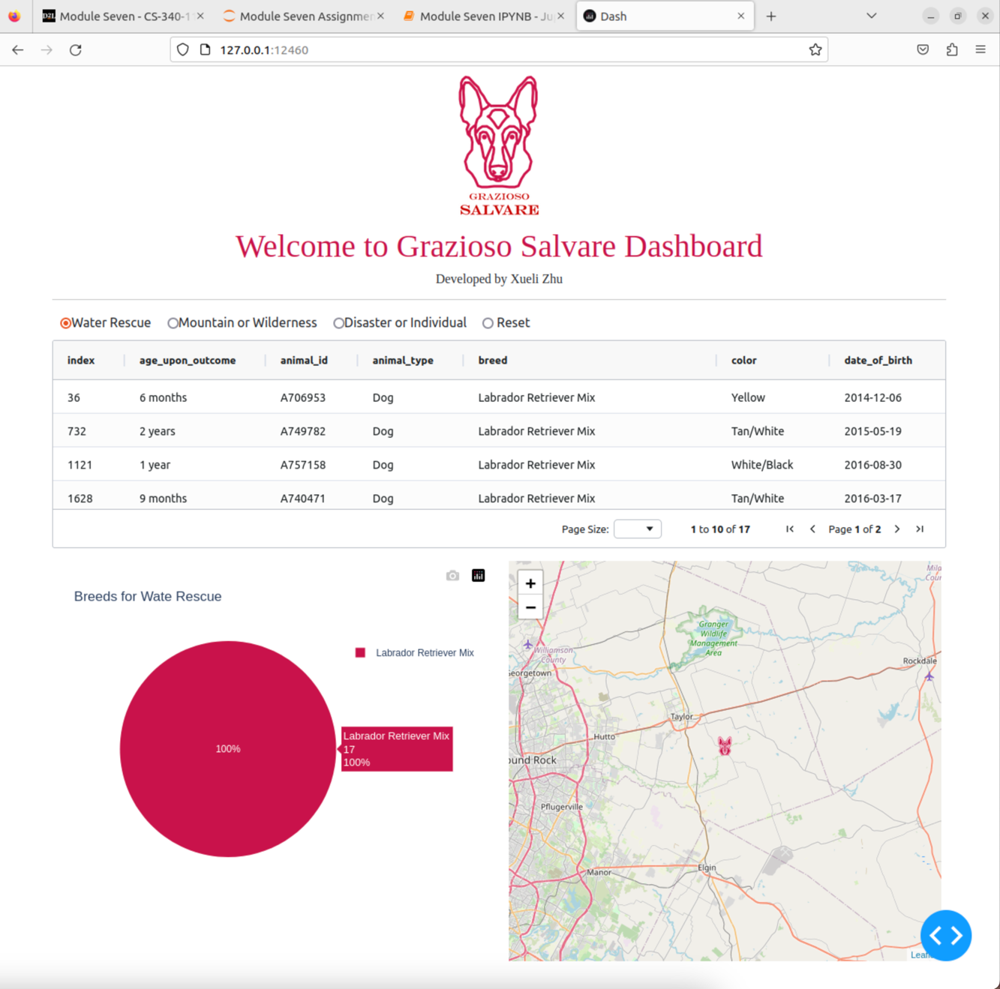 Module Seven - CS-340-1
Module Seven Assignmen
Module Seven IPYNB - Ju
Dash
127.0.0.1:12460
GRAZIOSO
SALVARE
Welcome to Grazioso Salvare Dashboard
Developed by Xueli Zhu
Water Rescue Mountain or Wilderness Disaster or Individual Reset
index age_upon_outcome animal_id animal_type breed color date_of_birth
36 6 months A706953 Dog Labrador Retriever Mix Yellow 2014-12-06
732 2 years A749782 Dog Labrador Retriever Mix Tan/White 2015-05-19
1121 1 year A757158 Dog Labrador Retriever Mix White/Black 2016-08-30
1628 9 months A740471 Dog Labrador Retriever Mix Tan/White 2016-03-17
Page Size: 1 to 10 of 17 Page 1 of 2
Breeds for Wate Rescue
Labrador Retriever Mix
100%
Labrador Retriever Mix
17
100%
+
−
Mila
Cour
Granger
Wildlife
Management
Area
Williamson
County
Georgetown
Rockdale
Taylor
Hutto
ound Rock
Pflugerville
Manor
Elgin
Leafl